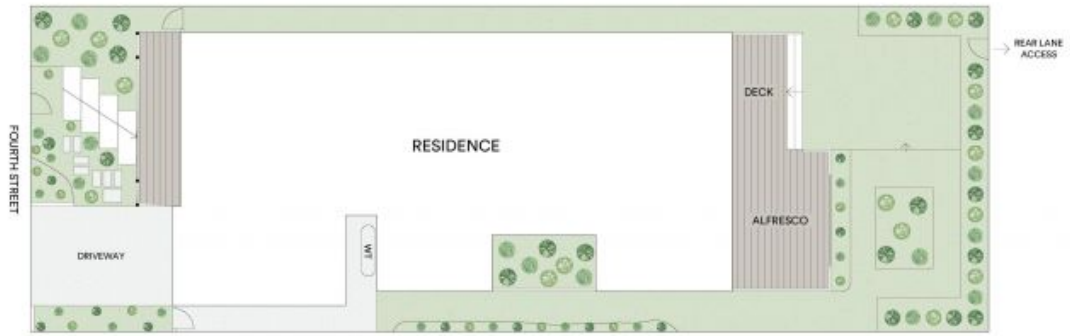 REAR LANE
ACCESS
DECK
RESIDENCE
FOURTH STREET
ALFRESCO
WT
DRIVEWAY